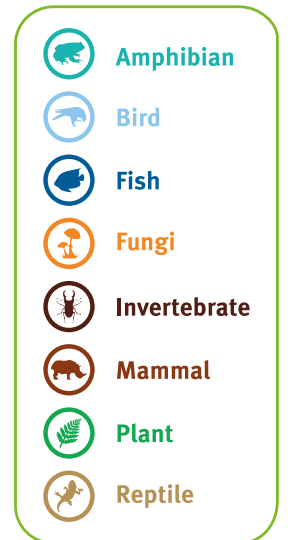 Amphibian
Bird
Fish
Fungi
Invertebrate
Mammal
Plant
Reptile